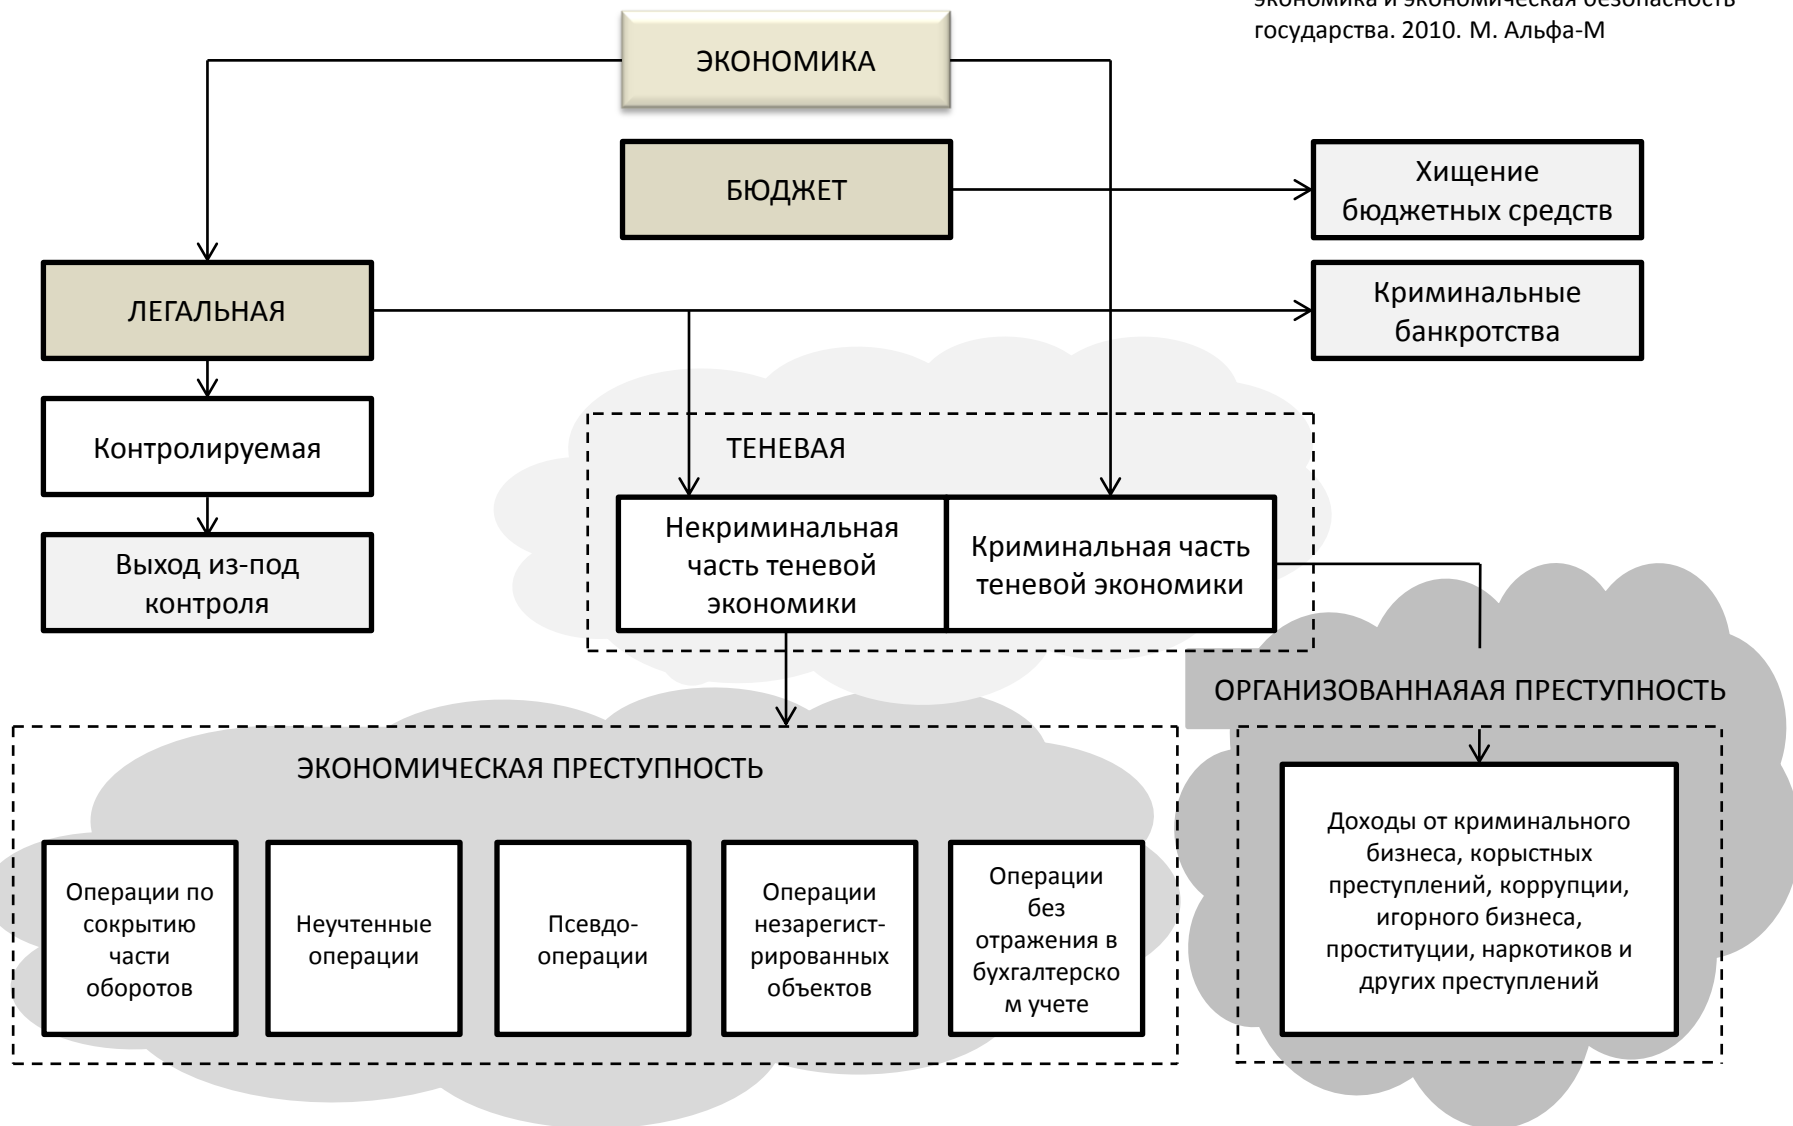 экономика и экономическая безопасность
государства. 2010. М. Альфа-М
ЭКОНОМИКА
БЮДЖЕТ
Хищение
бюджетных средств
ЛЕГАЛЬНАЯ
Криминальные
банкротства
Контролируемая
ТЕНЕВАЯ
Выход из-под
контроля
Некриминальная
часть теневой
экономики
Криминальная часть
теневой экономики
ОРГАНИЗОВАННАЯАЯ ПРЕСТУПНОСТЬ
ЭКОНОМИЧЕСКАЯ ПРЕСТУПНОСТЬ
Операции по
сокрытию
части
оборотов
Неучтенные
операции
Псевдо-
операции
Операции
незарегист-
рированных
объектов
Операции
без
отражения в
бухгалтерско
м учете
Доходы от криминального
бизнеса, корыстных
преступлений, коррупции,
игорного бизнеса,
проституции, наркотиков и
других преступлений